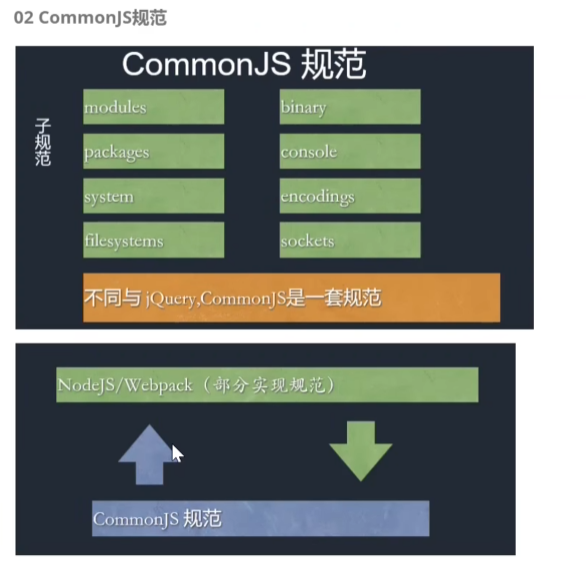 02 CommonJS规范
CommonJS 规范
子规范
modules
binary
packages
console
system
encodings
filesystems
sockets
不同与 jQuery,CommonJS是一套规范
NodeJS/Webpack（部分实现规范）
CommonJS 规范